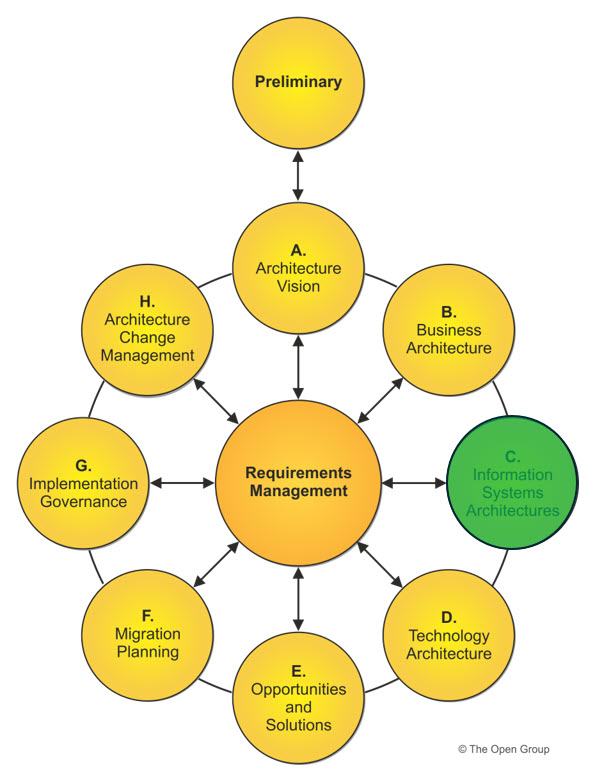 Preliminary
A.
Architecture
Vision
B.
Business
Architecture
C.
Information
Systems
Architectures
D.
Technology
Architecture
E.
Opportunities
and
Solutions
F.
Migration
Planning
G.
Implementation
Governance
H.
Architecture
Change
Management
Requirements
Management
© The Open Group